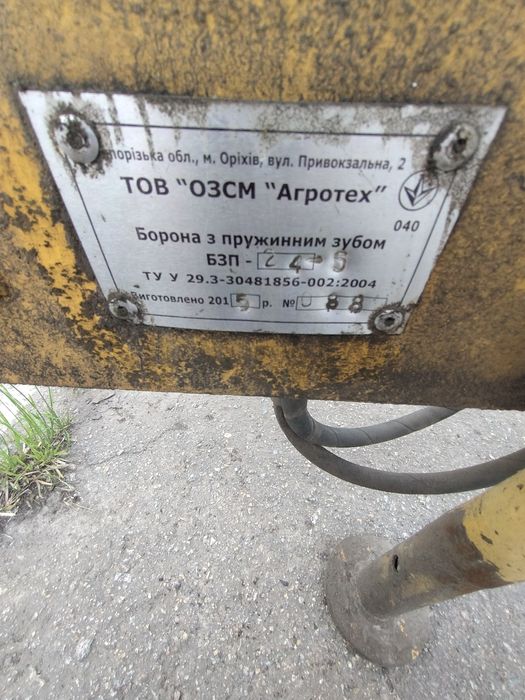 порізька обл., м. Оріхів, вул. Привокзальна, 2
ТОВ "ОЗСМ "Агротех"
040
Борона з пружинним зубом
БЗП - 24-6
ТУ У 29.3-30481856-002:2004
Виготовлено 2015 р. № 088